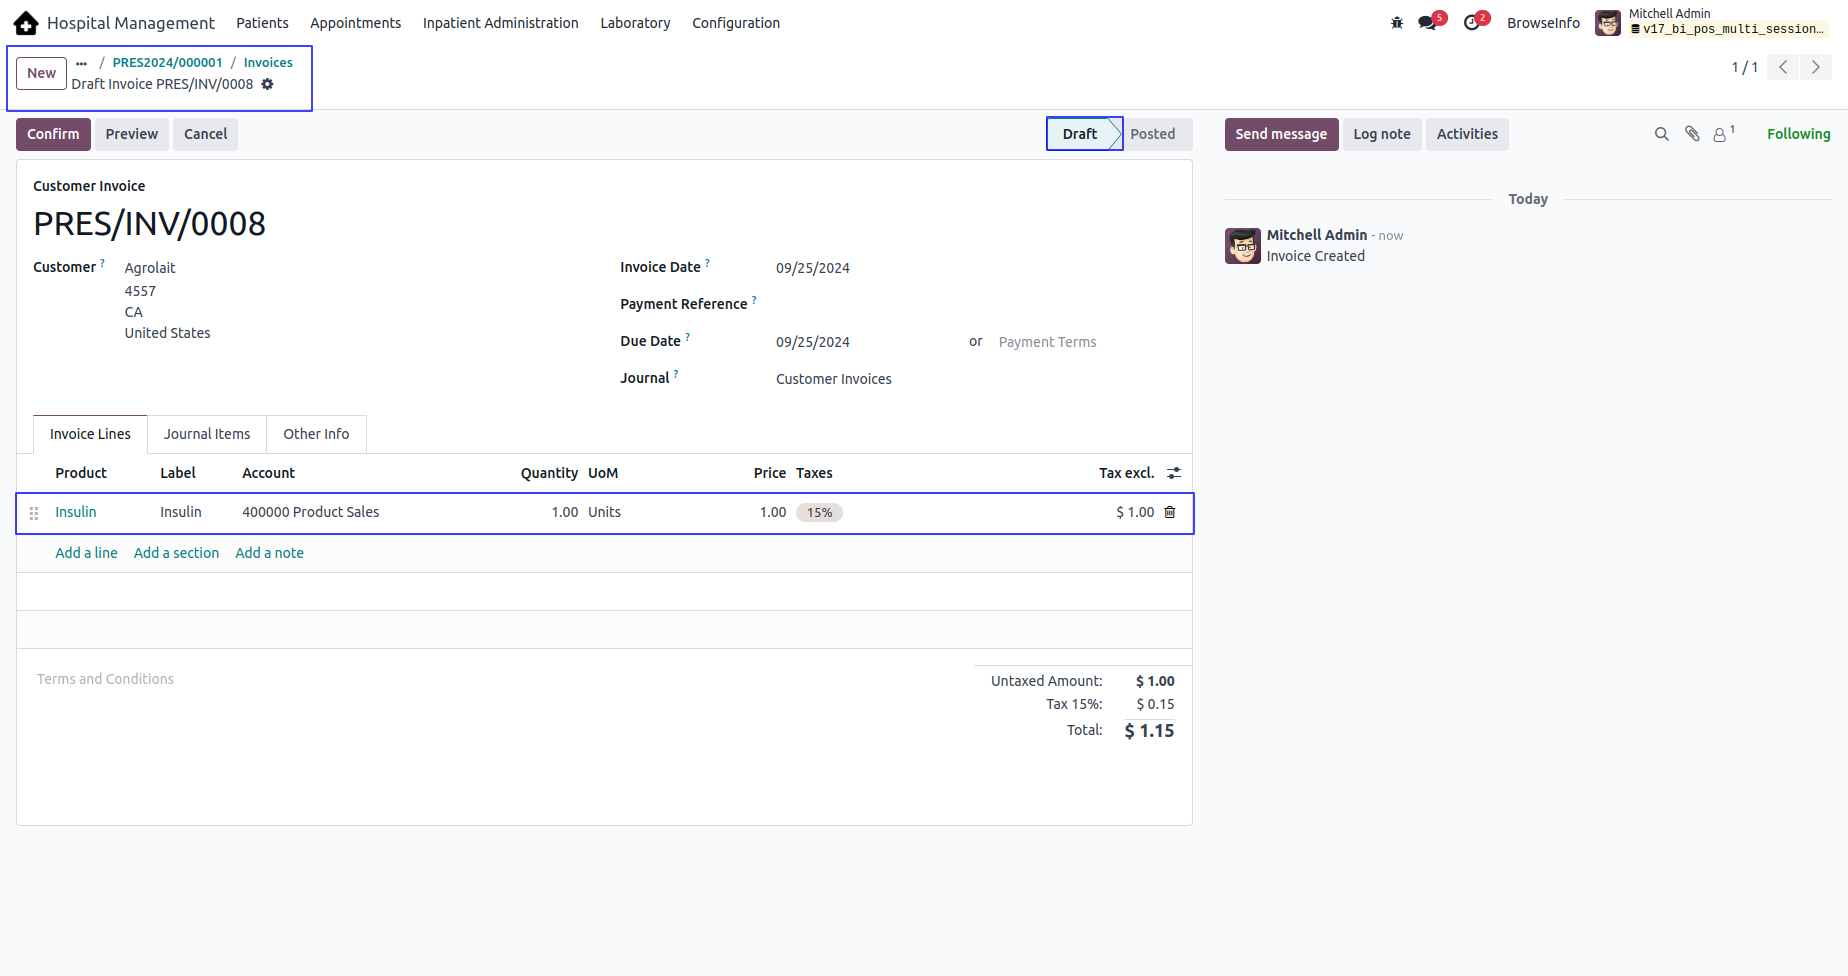 Hospital Management Patients Appointments Inpatient Administration Laboratory Configuration 5 2 BrowseInfo Mitchell Admin
v17_bi_pos_multi_session...
New ... / PRES2024/000001 / Invoices
Draft Invoice PRES/INV/0008
1 / 1
Confirm Preview Cancel Draft Posted Send message Log note Activities 1 Following
Customer Invoice
PRES/INV/0008
Today
Mitchell Admin - now
Invoice Created
Customer ? Agrolait
4557
CA
United States
Invoice Date ? 09/25/2024
Payment Reference ?
Due Date ? 09/25/2024 or Payment Terms
Journal ? Customer Invoices
Invoice Lines Journal Items Other Info
Product Label Account Quantity UoM Price Taxes Tax excl.
Insulin Insulin 400000 Product Sales 1.00 Units 1.00 15% $ 1.00
Add a line Add a section Add a note
Terms and Conditions
Untaxed Amount: $ 1.00
Tax 15%: $ 0.15
Total: $ 1.15